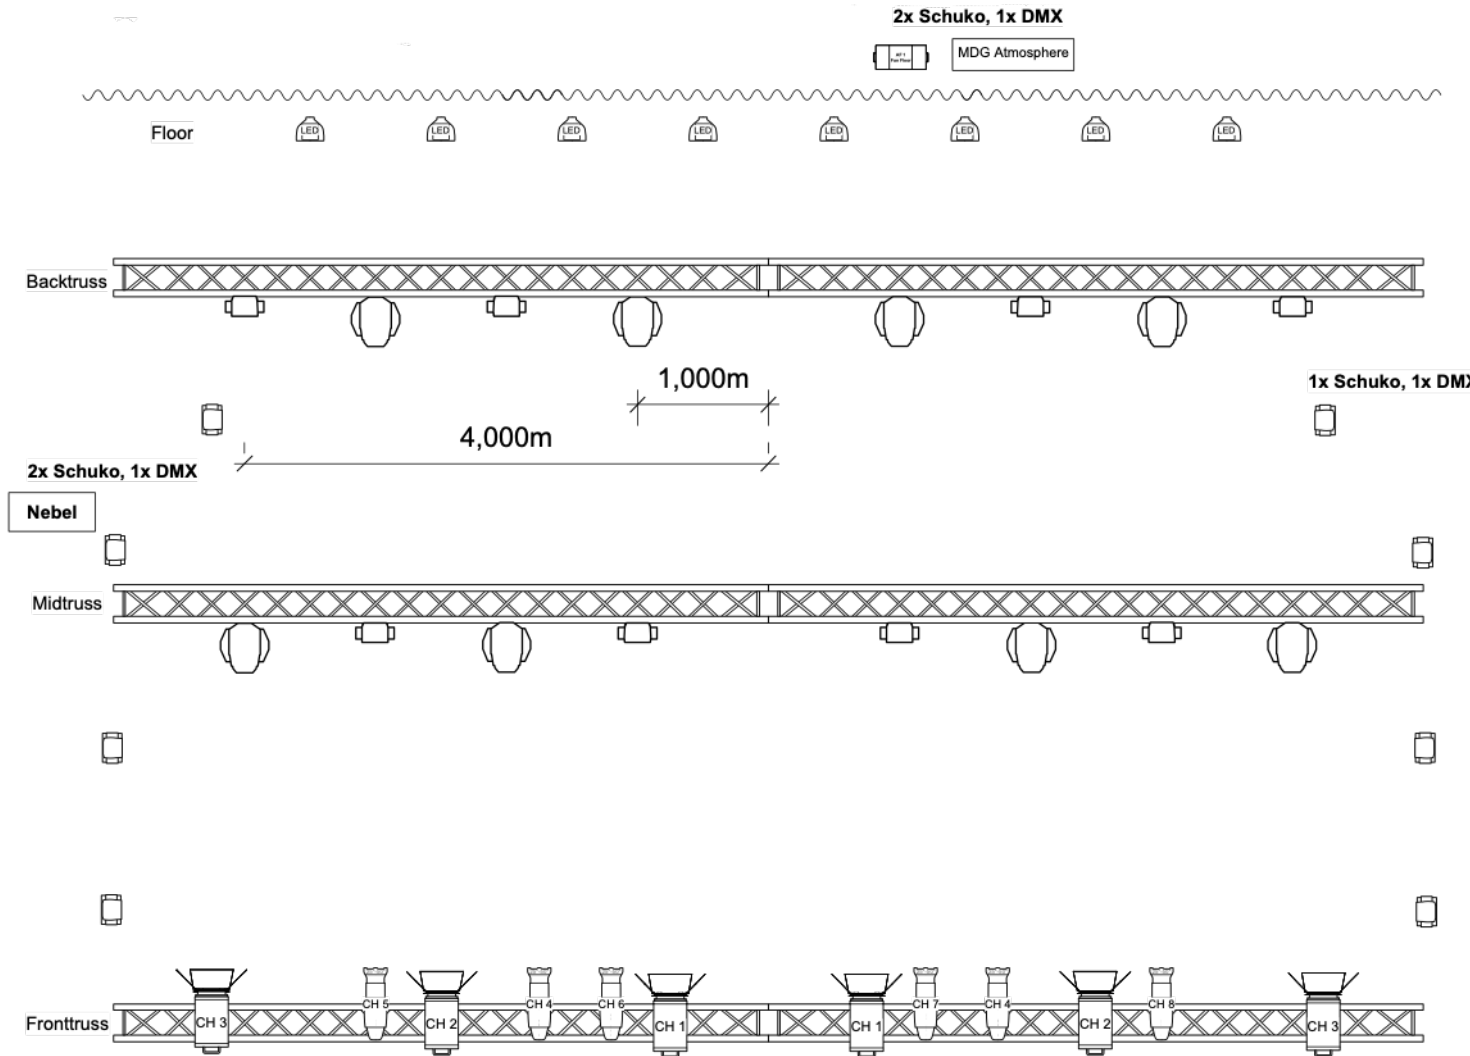 2x Schuko, 1x DMX
MDG Atmosphere
Floor
LED
LED
LED
LED
LED
LED
LED
LED
Backtruss
1,000m
1x Schuko, 1x DMX
4,000m
2x Schuko, 1x DMX
Nebel
Midtruss
CH 5
CH 4
CH 6
CH 7
CH 4
CH 8
Fronttruss
CH 3
CH 2
CH 1
CH 1
CH 2
CH 3